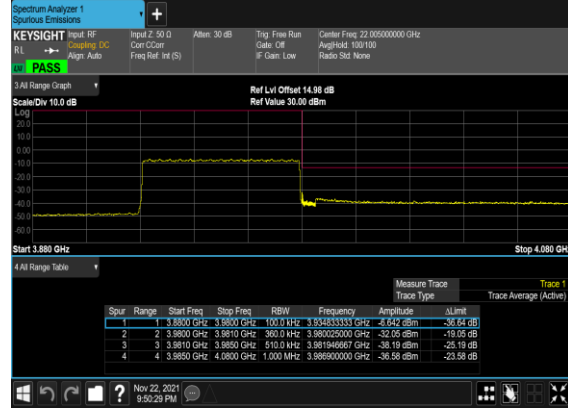 Spectrum Analyzer 1
Spurious Emissions
KEYSIGHT Input: RF Input Z: 50 Ω Atten: 30 dB Trig: Free Run Center Freq: 22.005000000 GHz
RL Coupling: DC Corr CCorr Gate: Off Avg|Hold: 100/100
Align: Auto Freq Ref: Int (S) IF Gain: Low Radio Std: None
PASS
3 All Range Graph
Ref Lvl Offset 14.98 dB
Scale/Div 10.0 dB Ref Value 30.00 dBm
Log
20.0
10.0
0.00
-10.0
-20.0
-30.0
-40.0
-50.0
-60.0
Start 3.880 GHz Stop 4.080 GH
4 All Range Table
Measure Trace Trace 1
Trace Type Trace Average (Active)
Spur Range Start Freq Stop Freq RBW Frequency Amplitude ΔLimit
1 1 3.8800 GHz 3.9800 GHz 100.0 kHz 3.934833333 GHz -6.642 dBm -36.64 dB
2 2 3.9800 GHz 3.9810 GHz 360.0 kHz 3.980025000 GHz -32.05 dBm -19.05 dB
3 3 3.9810 GHz 3.9850 GHz 510.0 kHz 3.981946667 GHz -38.19 dBm -25.19 dB
4 4 3.9850 GHz 4.0800 GHz 1.000 MHz 3.986900000 GHz -36.58 dBm -23.58 dB
? Nov 22, 2021
9:50:29 PM